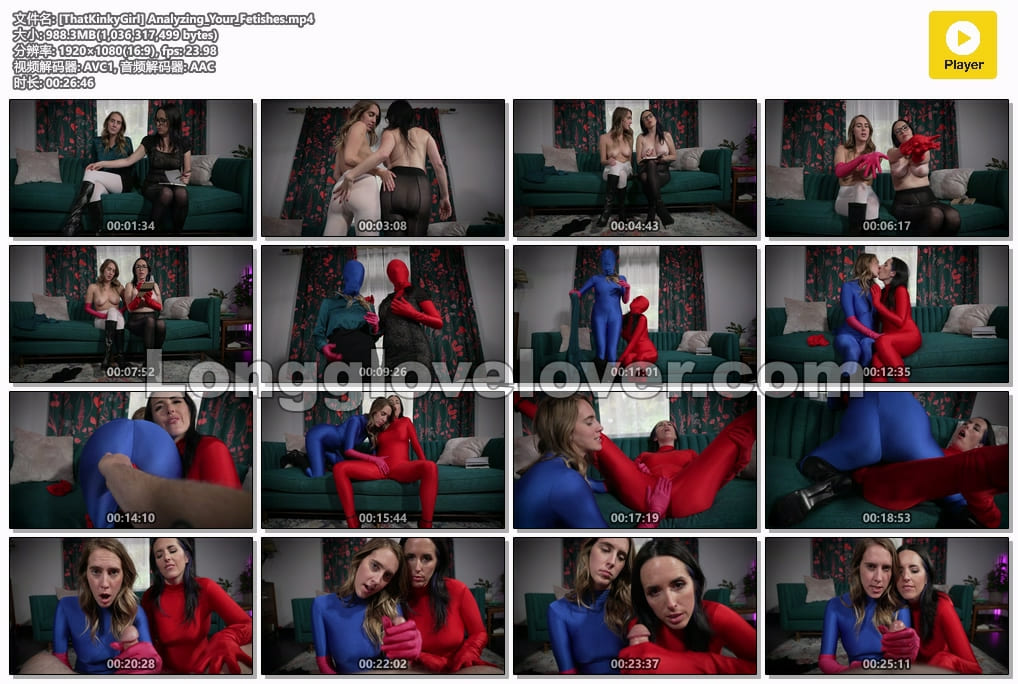 文件名: [ThatKinkyGirl] Analyzing_Your_Fetishes.mp4
大小: 988.3MB(1,036,317,499 bytes)
分辨率: 1920×1080(16:9), fps: 23.98
视频解码器: AVC1, 音频解码器: AAC
时长: 00:26:46
Player
00:01:34
00:03:08
00:04:43
00:06:17
00:07:52
00:09:26
00:11:01
00:12:35
Longglovelover.com
00:14:10
00:15:44
00:17:19
00:18:53
00:20:28
00:22:02
00:23:37
00:25:11